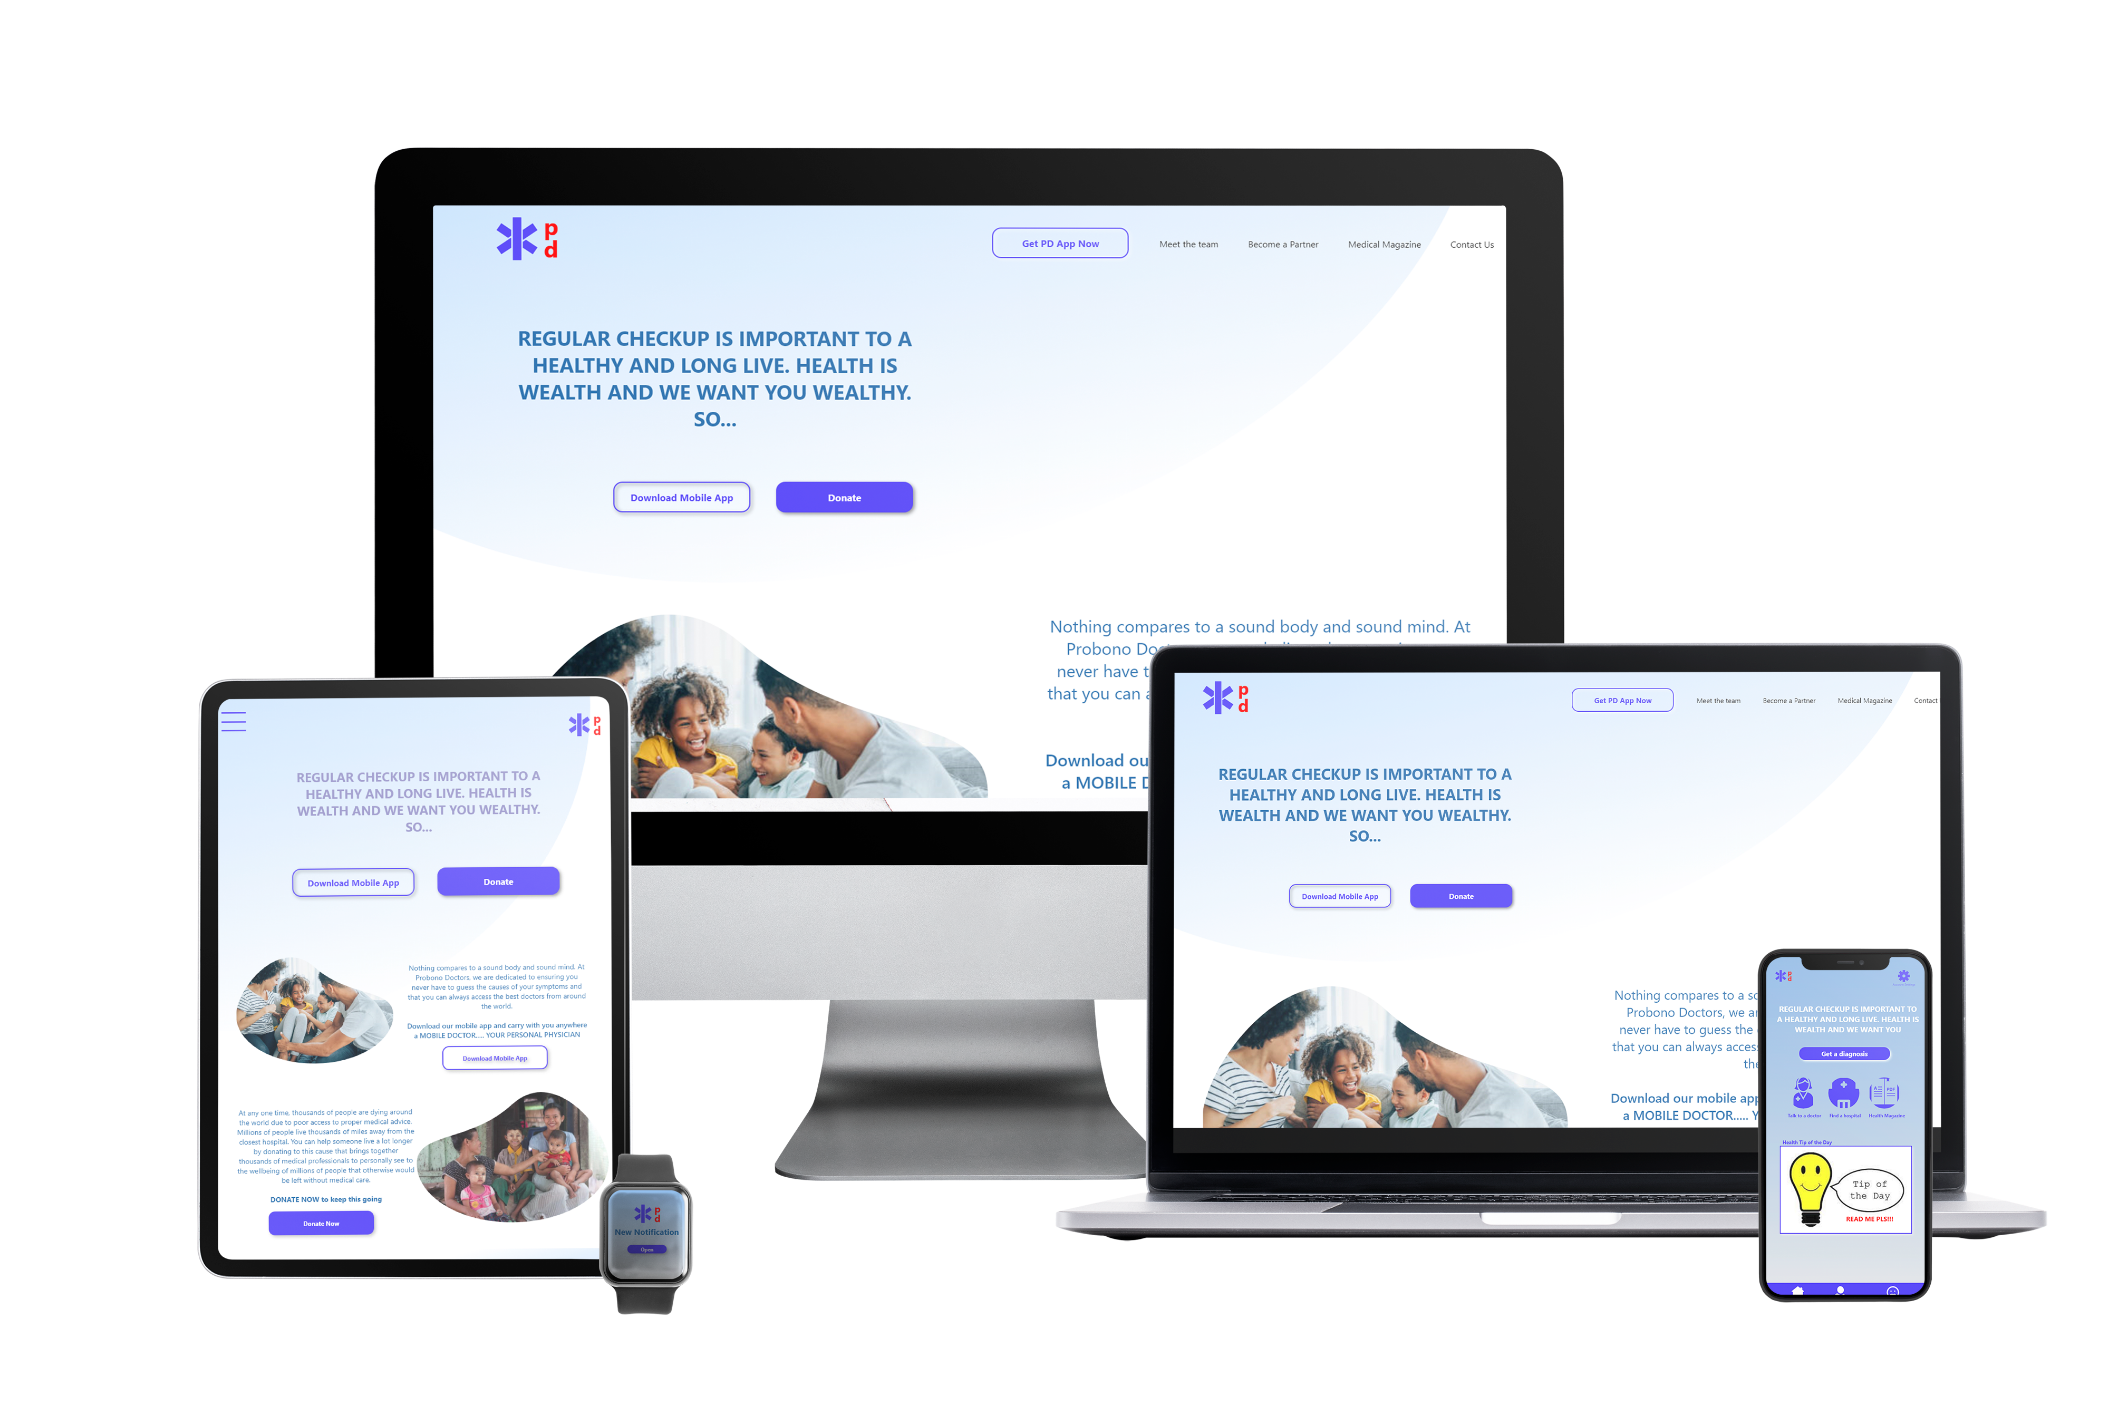 p
d
Get PD App Now
Meet the team
Become a Partner
Medical Magazine
Contact Us
REGULAR CHECKUP IS IMPORTANT TO A
HEALTHY AND LONG LIVE. HEALTH IS
WEALTH AND WE WANT YOU WEALTHY.
SO...
Download Mobile App
Donate
Nothing compares to a sound body and sound mind. At
Probono Do
never have t
that you can a
Download ou
a MOBILE D
p
d
REGULAR CHECKUP IS IMPORTANT TO A
HEALTHY AND LONG LIVE. HEALTH IS
WEALTH AND WE WANT YOU WEALTHY.
SO...
Download Mobile App
Donate
Nothing compares to a sound body and sound mind. At
Probono Doctors, we are dedicated to ensuring you
never have to guess the causes of your symptoms and
that you can always access the best doctors from around
the world.
Download our mobile app and carry with you anywhere
a MOBILE DOCTOR..... YOUR PERSONAL PHYSICIAN
Download Mobile App
At any one time, thousands of people are dying around
the world due to poor access to proper medical advice.
Millions of people live thousands of miles away from the
closest hospital. You can help someone live a lot longer
by donating to this cause that brings together
thousands of medical professionals to personally see to
the wellbeing of millions of people that otherwise would
be left without medical care.
DONATE NOW to keep this going
Donate Now
p
d
New Notification
Open
p
d
Get PD App Now
Meet the team
Become a Partner
Medical Magazine
Contact
REGULAR CHECKUP IS IMPORTANT TO A
HEALTHY AND LONG LIVE. HEALTH IS
WEALTH AND WE WANT YOU WEALTHY.
SO...
Download Mobile App
Donate
Nothing compares to a so
Probono Doctors, we ar
never have to guess the
that you can always acces
the
Download our mobile app
a MOBILE DOCTOR..... Y
p
d
REGULAR CHECKUP IS IMPORTANT TO
A HEALTHY AND LONG LIVE. HEALTH IS
WEALTH AND WE WANT YOU
Get a diagnosis
Talk to a doctor
Find a hospital
Health Magazine
PDF
Health Tip of the Day
Tip of
the Day
READ ME PLS!!!